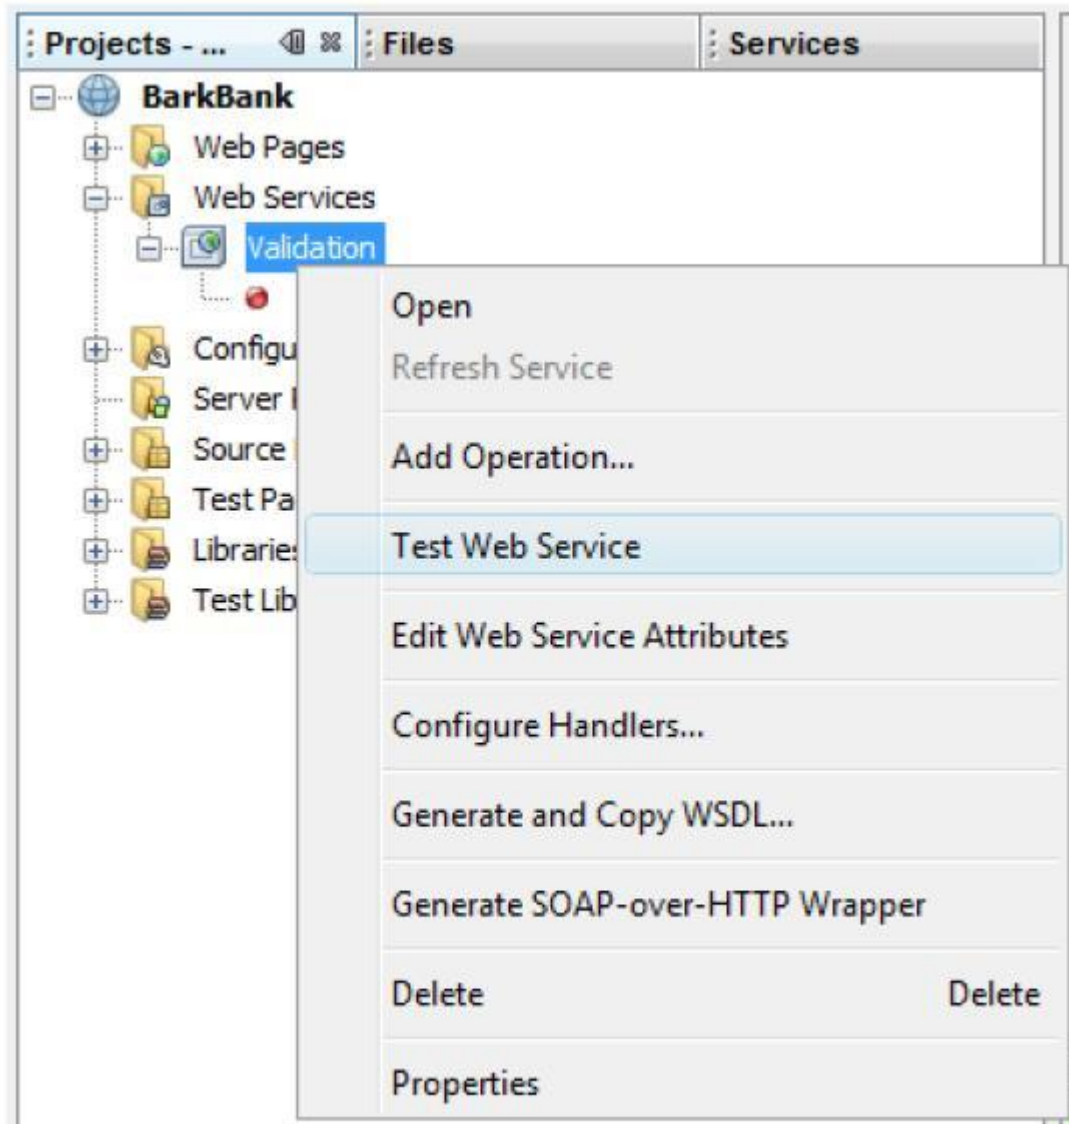 Projects - ...
Files
Services
BarkBank
Web Pages
Web Services
Validation
Configu
Server
Source
Test Pa
Libraries
Test Lib
Open
Refresh Service
Add Operation...
Test Web Service
Edit Web Service Attributes
Configure Handlers...
Generate and Copy WSDL...
Generate SOAP-over-HTTP Wrapper
Delete Delete
Properties